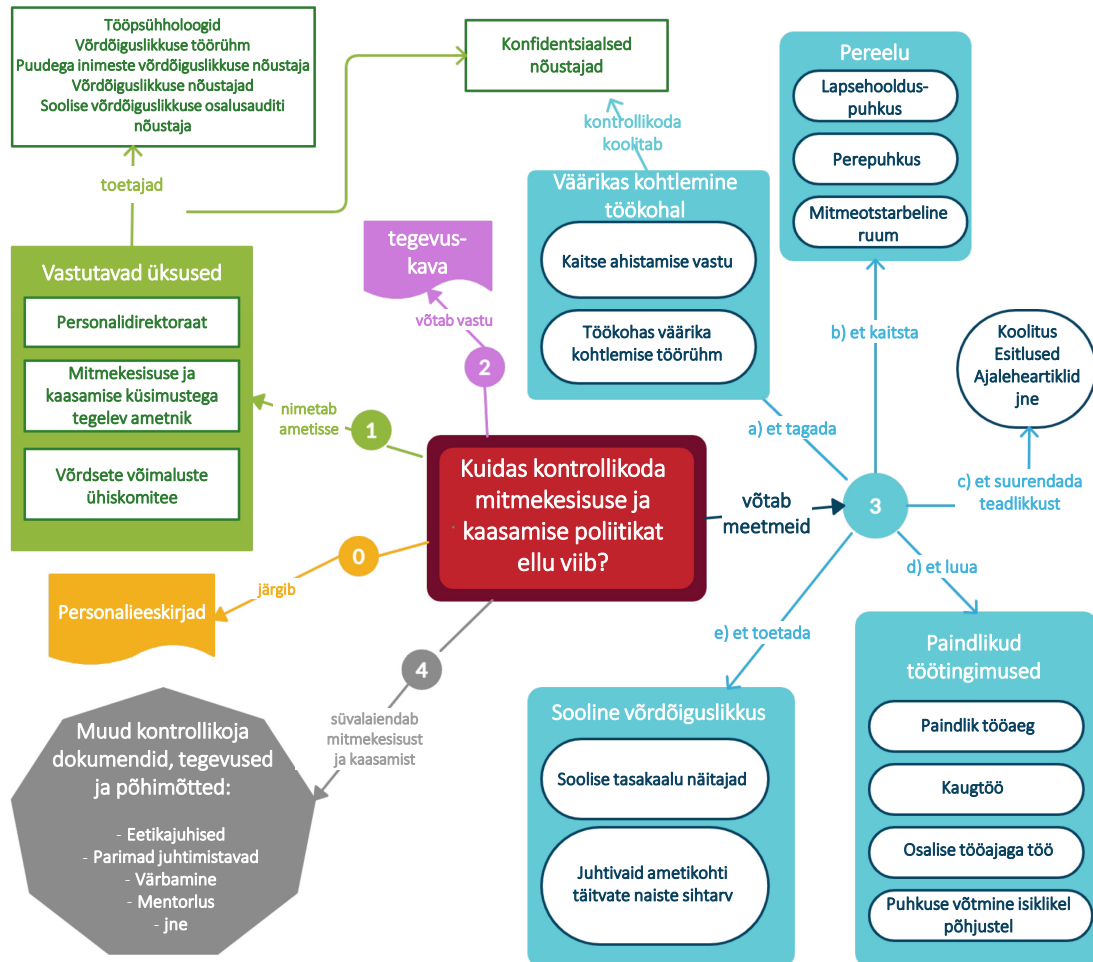 Tööpsühholoogid
Võrdõiguslikkuse töörühm
Puudega inimeste võrdõiguslikkuse nõustaja
Võrdõiguslikkuse nõustajad
Soolise võrdõiguslikkuse osalusauditi
nõustaja
Konfidentsiaalsed
nõustajad
Pereelu
Lapsehooldus-
puhkus
Perepuhkus
Mitmeotstarbeline
ruum
kontrollikoda
koolitab
toetajad
Väärikas kohtlemine
töökohal
Kaitse ahistamise vastu
Töökohas väärika
kohtlemise töörühm
tegevus-
kava
võtab vastu
2
Vastutavad üksused
Personalidirektoraat
Mitmekesisuse ja
kaasamise küsimustega
tegelev ametnik
Võrdsete võimaluste
ühiskomitee
nimetab
ametisse
1
b) et kaitsta
Koolitus
Esitlused
Ajaleheartiklid
jne
a) et tagada
c) et suurendada
teadlikkust
Kuidas kontrollikoda
mitmekesisuse ja
kaasamise poliitikat
ellu viib?
võtab
meetmeid
3
0
järgib
Personalieeskirjad
d) et luua
e) et toetada
4
süvalaiendab
mitmekesisust
ja kaasamist
Muud kontrollikoja
dokumendid, tegevused
ja põhimõtted:
- Eetikajuhised
- Parimad juhtimistavad
- Värbamine
- Mentorlus
- jne
Sooline võrdõiguslikkus
Soolise tasakaalu näitajad
Juhtivaid ametikohti
täitvate naiste sihtarv
Paindlikud
töötingimused
Paindlik tööaeg
Kaugtöö
Osalise tööajaga töö
Puhkuse võtmine isiklikel
põhjustel